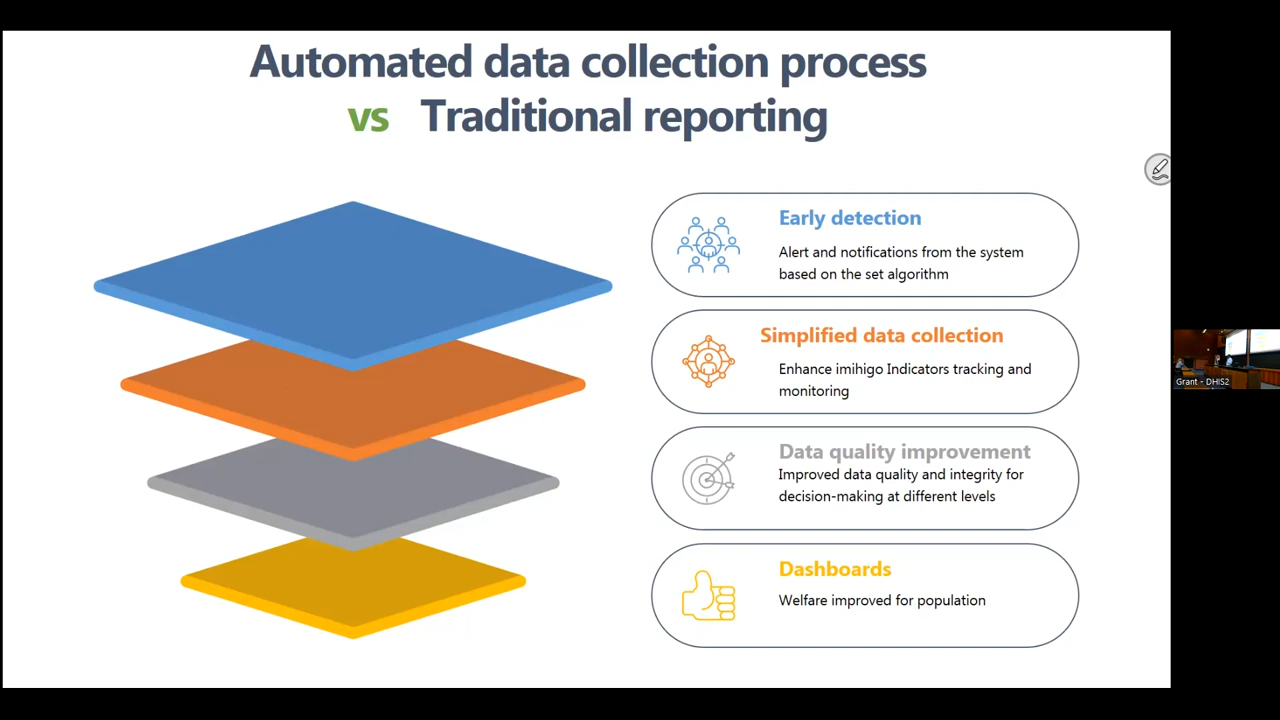 Automated data collection process
vs Traditional reporting
Early detection
Alert and notifications from the system
based on the set algorithm
Simplified data collection
Enhance imihigo Indicators tracking and
monitoring
Data quality improvement
Improved data quality and integrity for
decision-making at different levels
Dashboards
Welfare improved for population
Grant - DHIS2